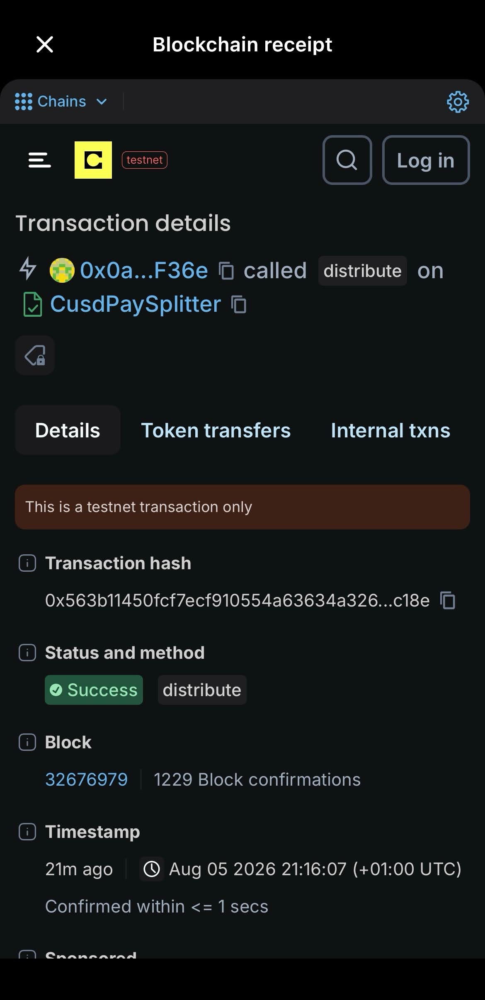 Blockchain receipt
Chains
testnet
Log in
Transaction details
0x0a...F36e called distribute on
CusdPaySplitter
Details Token transfers Internal txns
This is a testnet transaction only
Transaction hash
0x563b11450fcf7ecf910554a63634a326...c18e
Status and method
Success distribute
Block
32676979 1229 Block confirmations
Timestamp
21m ago Aug 05 2026 21:16:07 (+01:00 UTC)
Confirmed within <= 1 secs
Sponsored